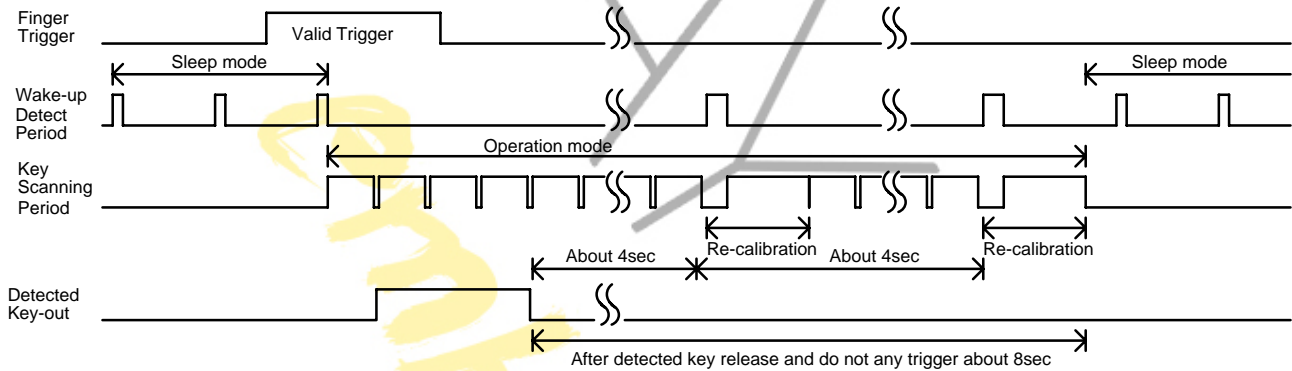 Finger
Trigger
Valid Trigger
Sleep mode
Sleep mode
Wake-up
Detect
Period
Operation mode
Key
Scanning
Period
Re-calibration
Re-calibration
About 4sec
About 4sec
Detected
Key-out
After detected key release and do not any trigger about 8sec